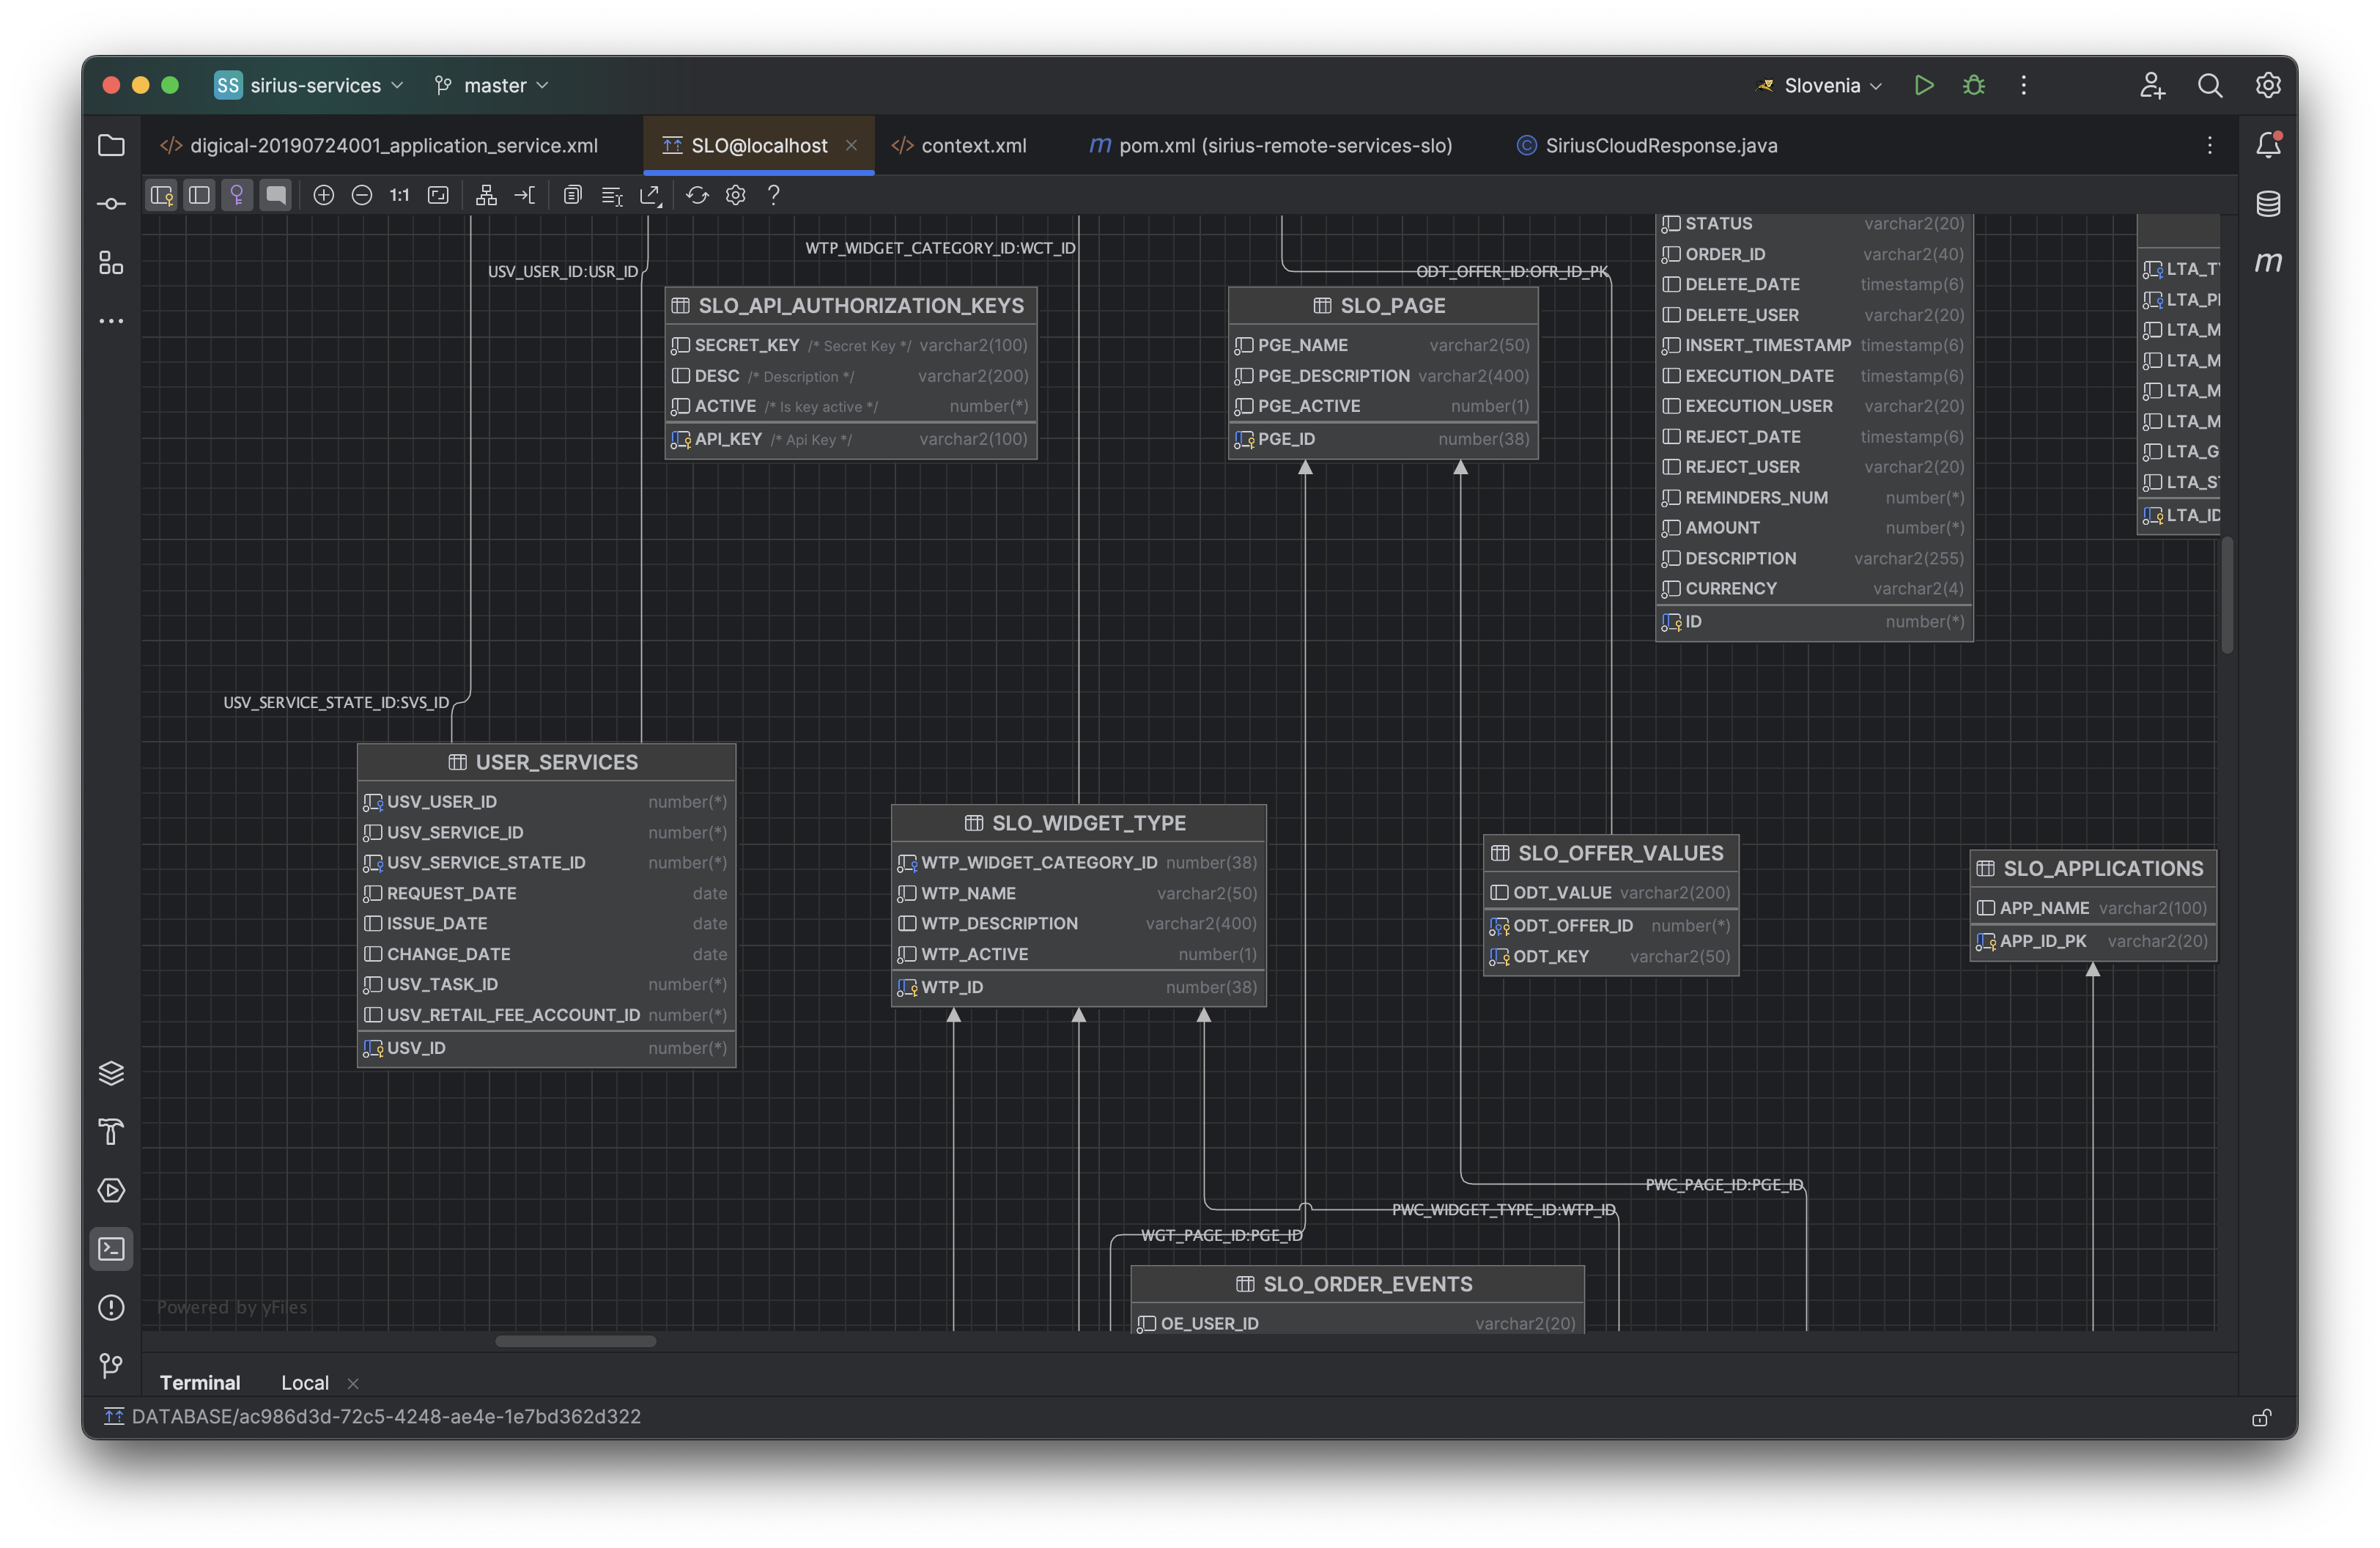 SS sirius-services master Slovenia
digical-20190724001_application_service.xml SLO@localhost context.xml pom.xml (sirius-remote-services-slo) SiriusCloudResponse.java
1:1
WTP_WIDGET_CATEGORY_ID:WCT_ID
USV_USER_ID:USR_ID
ODT_OFFER_ID:OFR_ID_PK
SLO_API_AUTHORIZATION_KEYS
SECRET_KEY /* Secret Key */ varchar2(100)
DESC /* Description */ varchar2(200)
ACTIVE /* Is key active */ number(*)
API_KEY /* Api Key */ varchar2(100)
SLO_PAGE
PGE_NAME varchar2(50)
PGE_DESCRIPTION varchar2(400)
PGE_ACTIVE number(1)
PGE_ID number(38)
STATUS varchar2(20)
ORDER_ID varchar2(40)
DELETE_DATE timestamp(6)
DELETE_USER varchar2(20)
INSERT_TIMESTAMP timestamp(6)
EXECUTION_DATE timestamp(6)
EXECUTION_USER varchar2(20)
REJECT_DATE timestamp(6)
REJECT_USER varchar2(20)
REMINDERS_NUM number(*)
AMOUNT number(*)
DESCRIPTION varchar2(255)
CURRENCY varchar2(4)
ID number(*)
LTA_T
LTA_P
LTA_M
LTA_M
LTA_M
LTA_M
LTA_G
LTA_S
LTA_ID
USV_SERVICE_STATE_ID:SVS_ID
USER_SERVICES
USV_USER_ID number(*)
USV_SERVICE_ID number(*)
USV_SERVICE_STATE_ID number(*)
REQUEST_DATE date
ISSUE_DATE date
CHANGE_DATE date
USV_TASK_ID number(*)
USV_RETAIL_FEE_ACCOUNT_ID number(*)
USV_ID number(*)
SLO_WIDGET_TYPE
WTP_WIDGET_CATEGORY_ID number(38)
WTP_NAME varchar2(50)
WTP_DESCRIPTION varchar2(400)
WTP_ACTIVE number(1)
WTP_ID number(38)
SLO_OFFER_VALUES
ODT_VALUE varchar2(200)
ODT_OFFER_ID number(*)
ODT_KEY varchar2(50)
SLO_APPLICATIONS
APP_NAME varchar2(100)
APP_ID_PK varchar2(20)
PWC_PAGE_ID:PGE_ID
PWC_WIDGET_TYPE_ID:WTP_ID
WGT_PAGE_ID:PGE_ID
SLO_ORDER_EVENTS
OE_USER_ID varchar2(20)
Powered by yFiles
Terminal Local
DATABASE/ac986d3d-72c5-4248-ae4e-1e7bd362d322